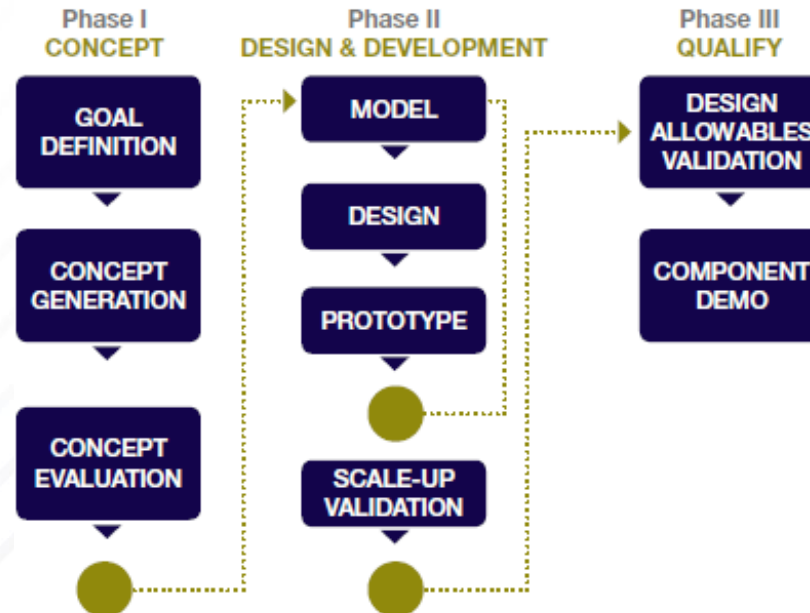 Phase I
CONCEPT
GOAL
DEFINITION
CONCEPT
GENERATION
CONCEPT
EVALUATION
Phase II
DESIGN & DEVELOPMENT
MODEL
DESIGN
PROTOTYPE
SCALE-UP
VALIDATION
Phase III
QUALIFY
DESIGN
ALLOWABLES
VALIDATION
COMPONENT
DEMO